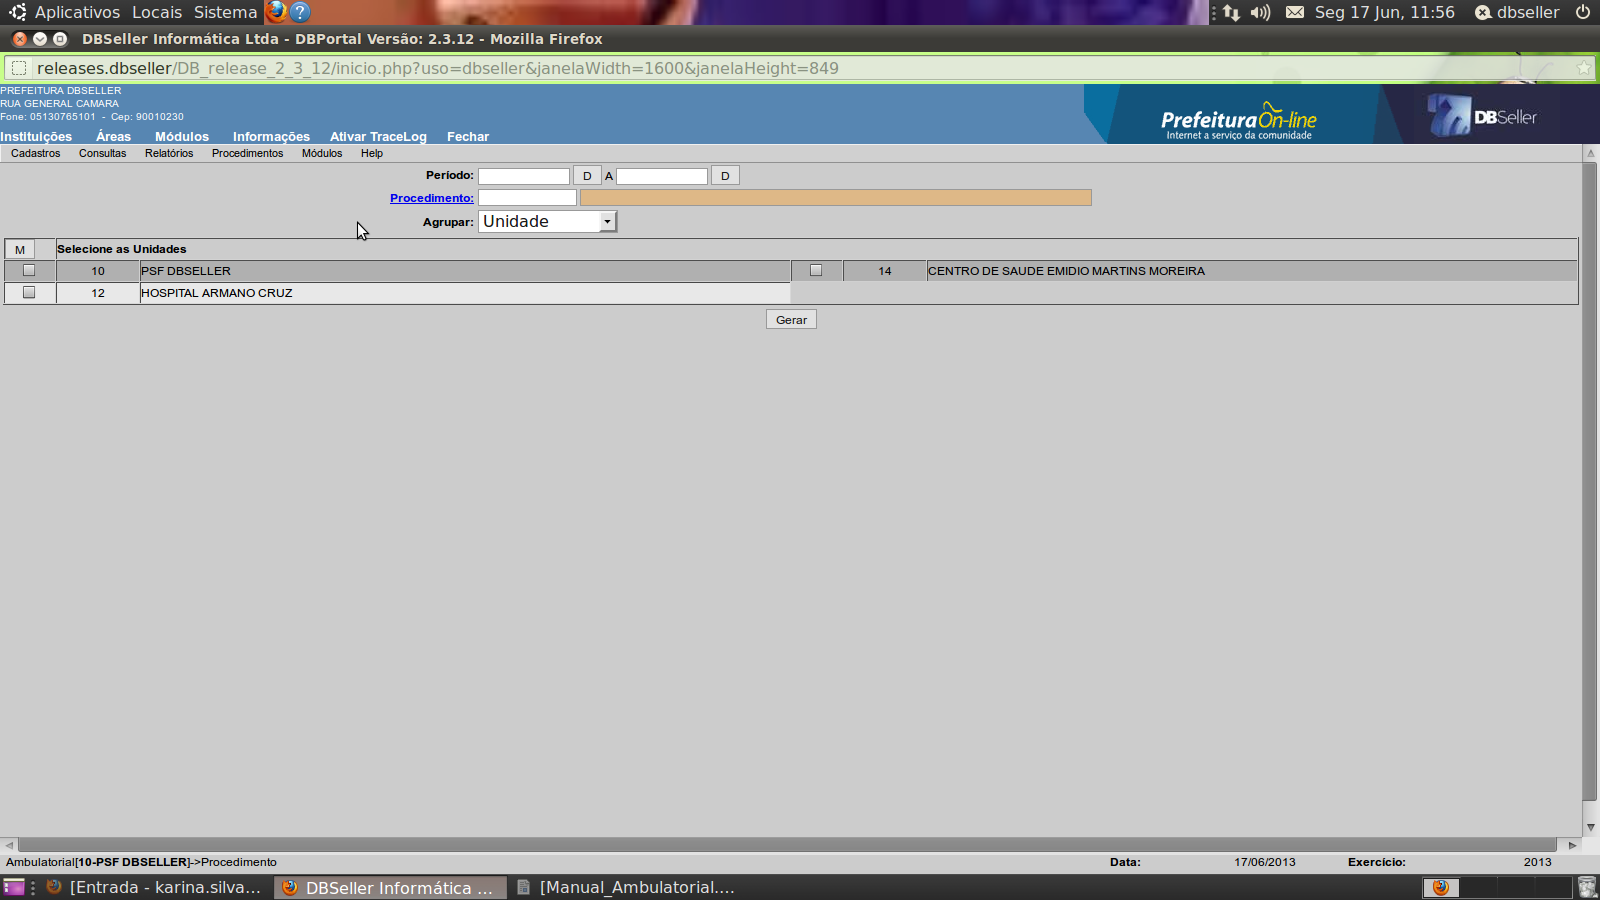 Aplicativos Locais Sistema ? Seg 17 Jun, 11:56 dbseller
DBSeller Informática Ltda - DBPortal Versão: 2.3.12 - Mozilla Firefox
releases.dbseller/DB_release_2_3_12/inicio.php?uso=dbseller&janelaWidth=1600&janelaHeight=849
PREFEITURA DBSELLER
RUA GENERAL CAMARA
Fone: 05130765101 - Cep: 90010230
Prefeitura On-line
Internet a serviço da comunidade
DBSeller
Instituições Áreas Módulos Informações Ativar TraceLog Fechar
Cadastros Consultas Relatórios Procedimentos Módulos Help
Período: D A D
Procedimento:
Agrupar: Unidade
M Selecione as Unidades
10 PSF DBSELLER 14 CENTRO DE SAUDE EMIDIO MARTINS MOREIRA
12 HOSPITAL ARMANO CRUZ
Gerar
Ambulatorial[10-PSF DBSELLER]->Procedimento Data: 17/06/2013 Exercício: 2013
[Entrada - karina.silva... DBSeller Informática ... [Manual_Ambulatorial....